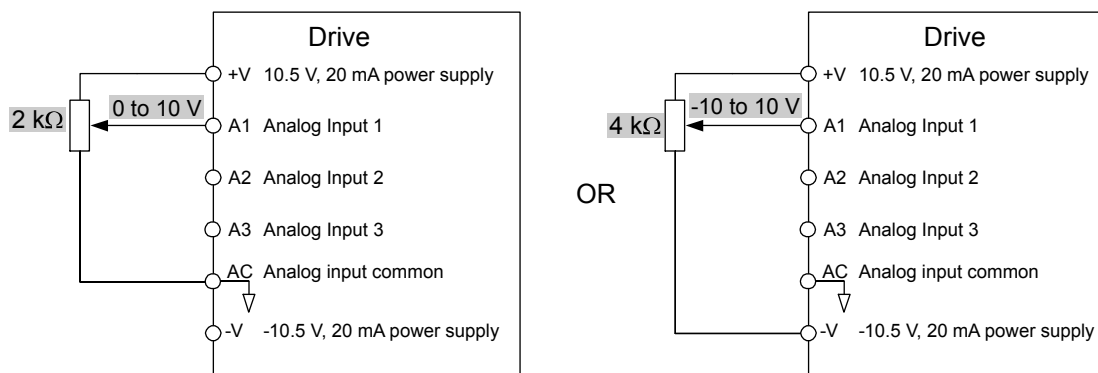 Drive
+V 10.5 V, 20 mA power supply
2 kΩ
0 to 10 V
A1 Analog Input 1
A2 Analog Input 2
A3 Analog Input 3
AC Analog input common
-V -10.5 V, 20 mA power supply
OR
Drive
+V 10.5 V, 20 mA power supply
4 kΩ
-10 to 10 V
A1 Analog Input 1
A2 Analog Input 2
A3 Analog Input 3
AC Analog input common
-V -10.5 V, 20 mA power supply